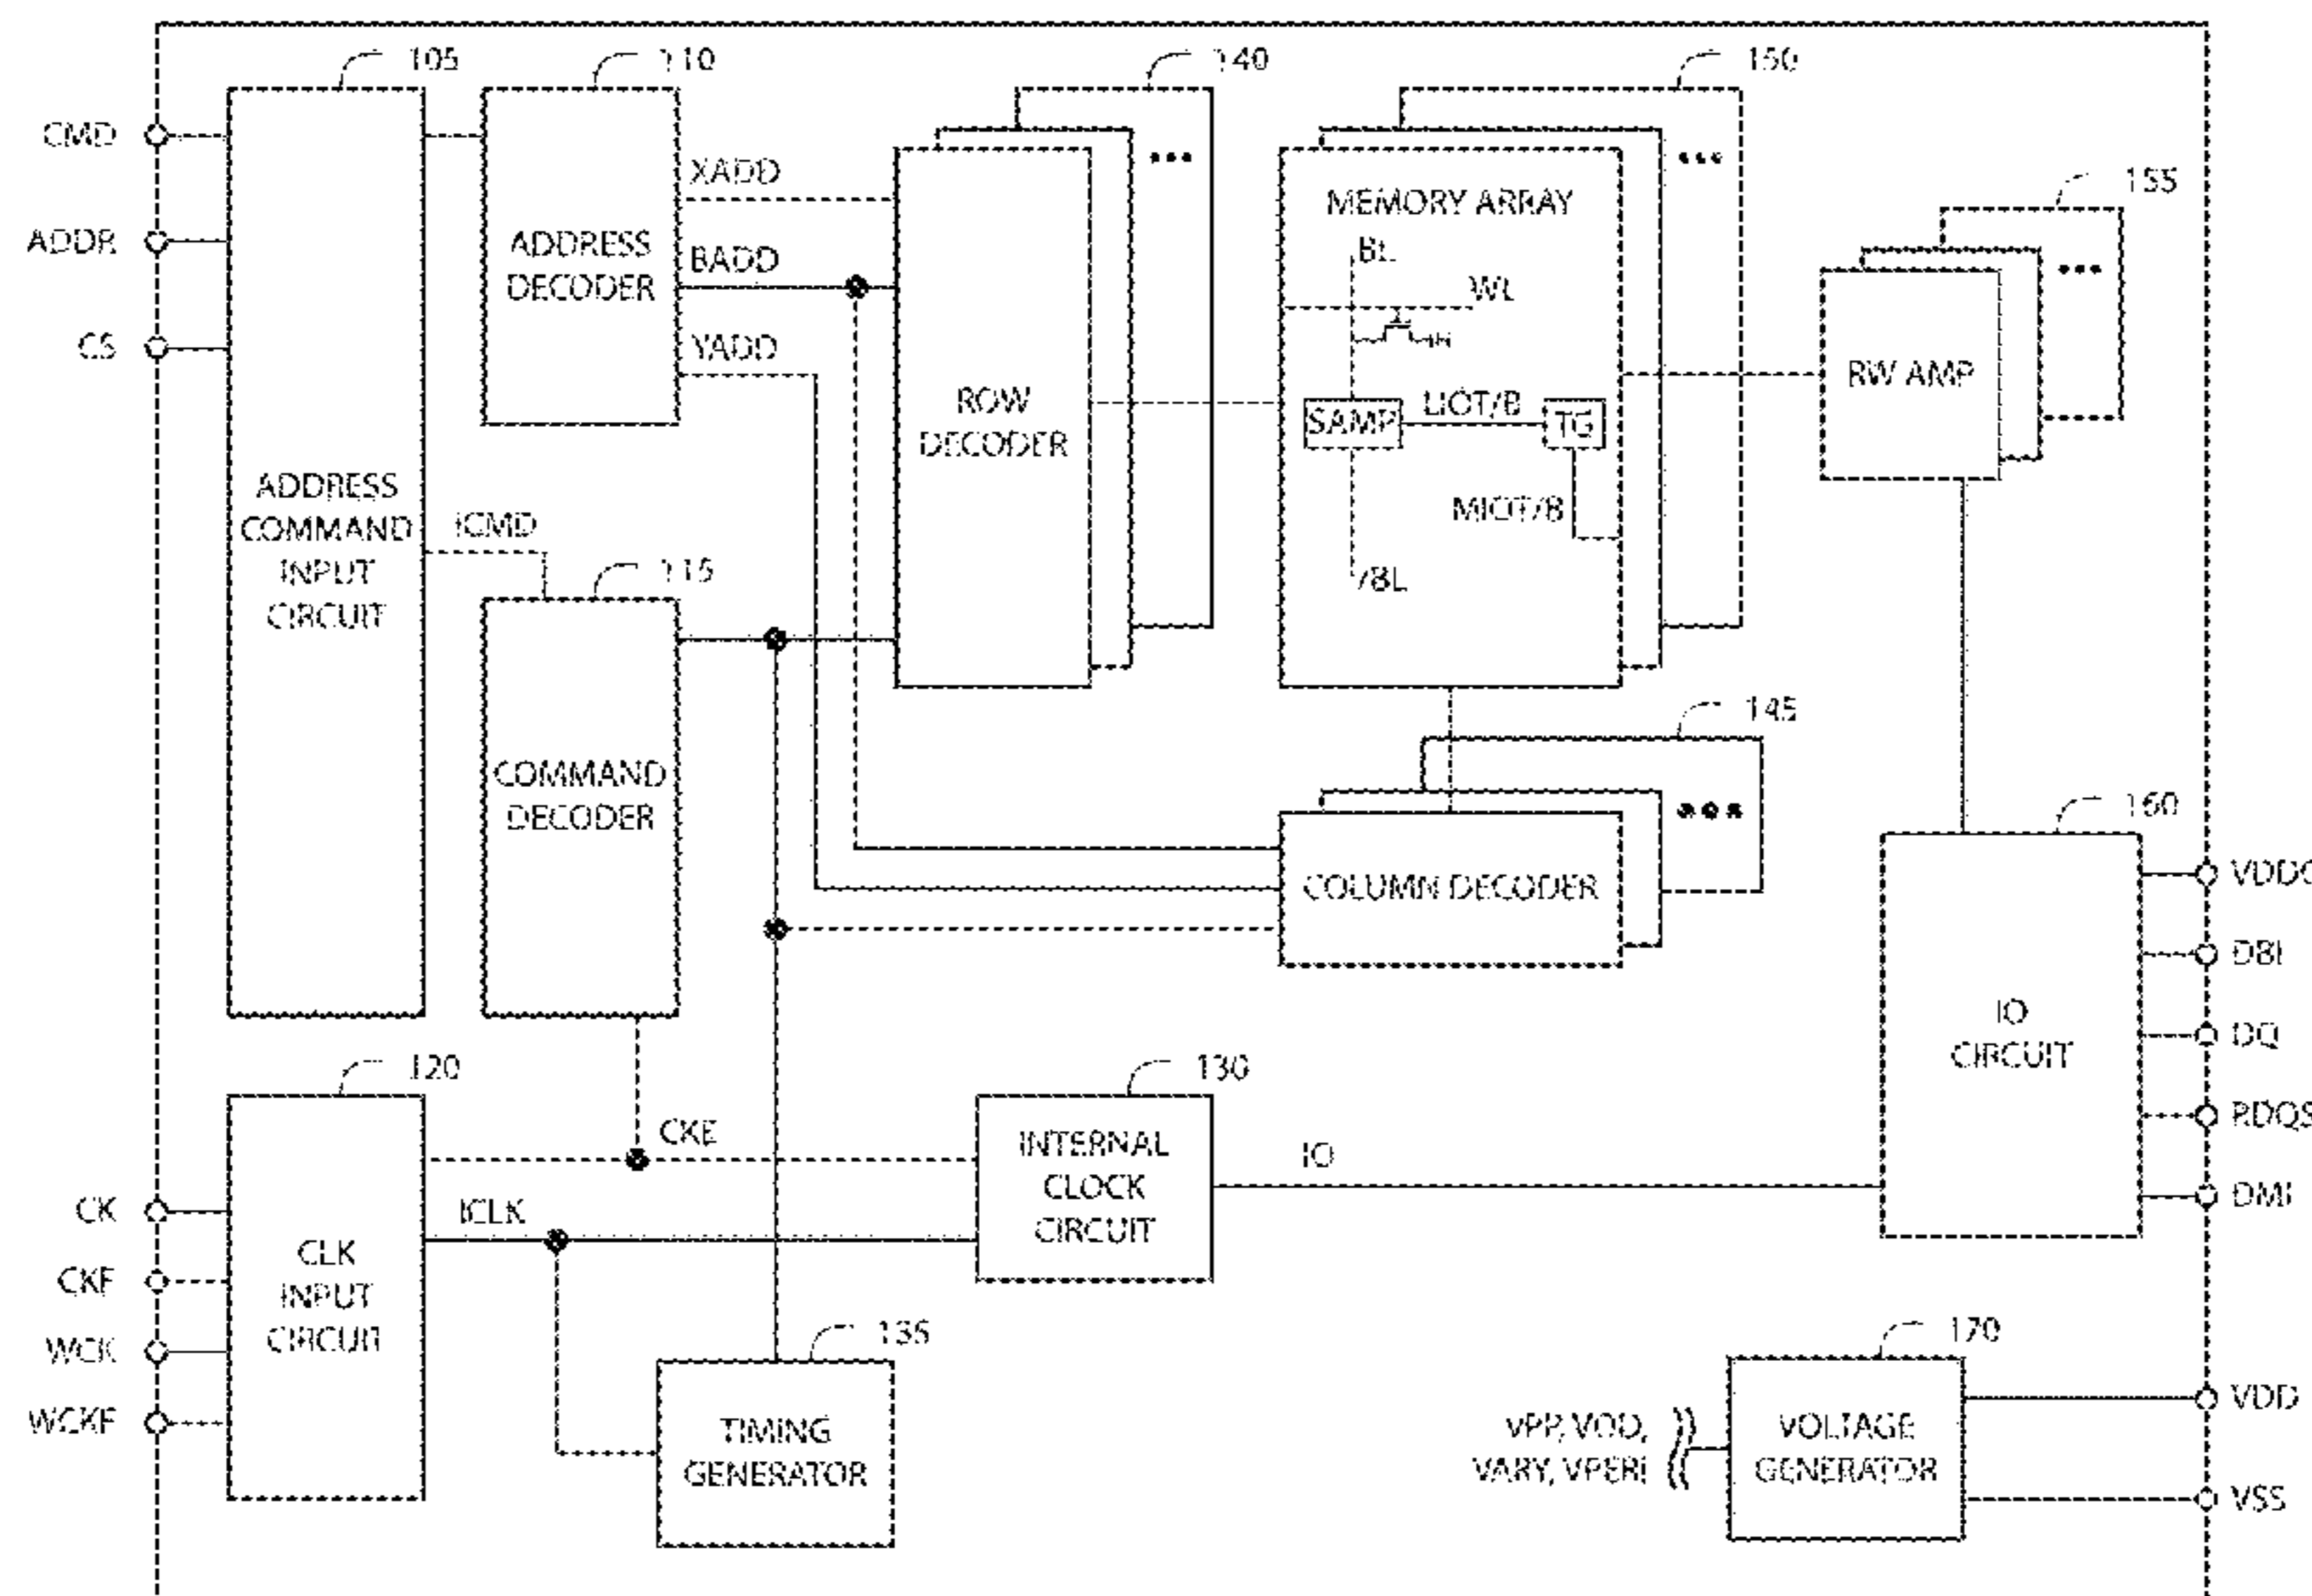 105
110
140
150
CMD
XADD
MEMORY ARRAY
155
ADDR
ADDRESS
DECODER
BADD
BL
WL
CS
YADD
ROW
DECODER
RW AMP
SAMP
LIOT/B
TG
ADDRESS
COMMAND
INPUT
CIRCUIT
ICMD
MIOT/B
115
/BL
145
COMMAND
DECODER
160
COLUMN DECODER
VDDQ
DBI
IO
CIRCUIT
DQ
120
130
RDQS
CKE
INTERNAL
CLOCK
CIRCUIT
IO
CK
ICLK
DMI
CLK
INPUT
CIRCUIT
CKF
WCK
135
170
WCKF
TIMING
GENERATOR
VPP, VOD,
VARY, VPERI
VOLTAGE
GENERATOR
VDD
VSS